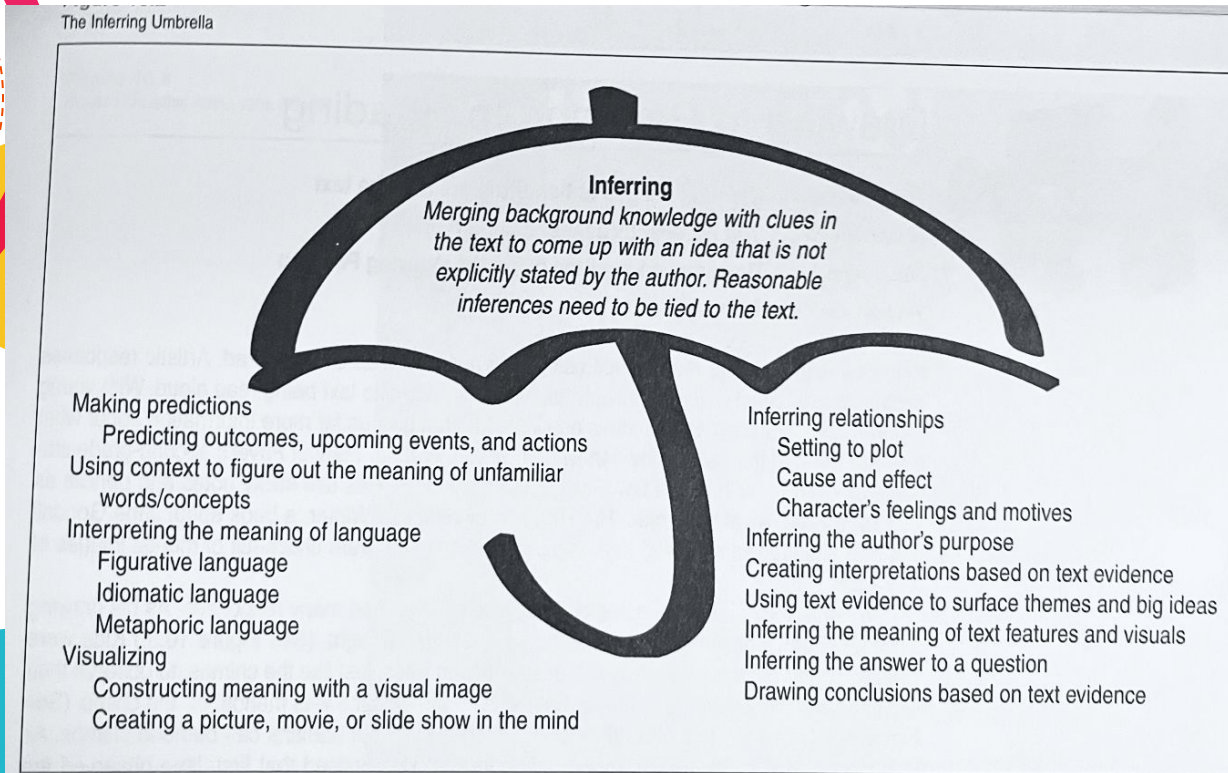 The Inferring Umbrella
Inferring
Merging background knowledge with clues in
the text to come up with an idea that is not
explicitly stated by the author. Reasonable
inferences need to be tied to the text.
Making predictions
Predicting outcomes, upcoming events, and actions
Using context to figure out the meaning of unfamiliar
words/concepts
Interpreting the meaning of language
Figurative language
Idiomatic language
Metaphoric language
Visualizing
Constructing meaning with a visual image
Creating a picture, movie, or slide show in the mind
Inferring relationships
Setting to plot
Cause and effect
Character's feelings and motives
Inferring the author's purpose
Creating interpretations based on text evidence
Using text evidence to surface themes and big ideas
Inferring the meaning of text features and visuals
Inferring the answer to a question
Drawing conclusions based on text evidence